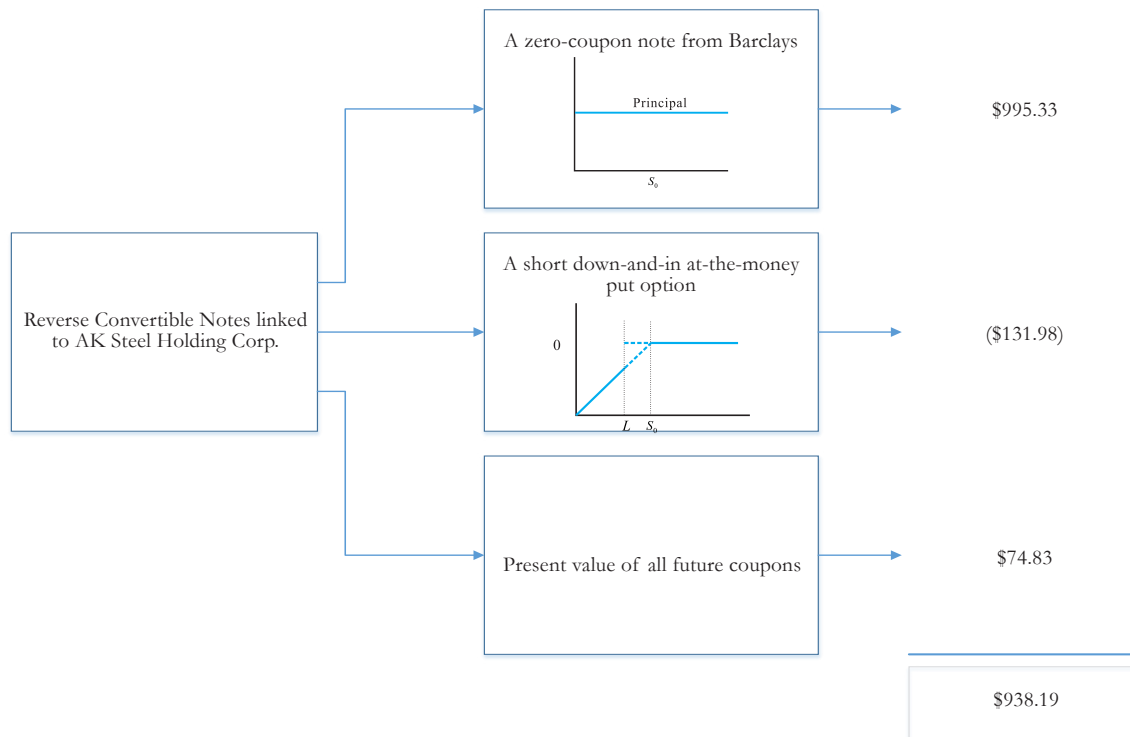 A zero-coupon note from Barclays
Principal
S₀
$995.33
Reverse Convertible Notes linked
to AK Steel Holding Corp.
A short down-and-in at-the-money
put option
0
L S₀
($131.98)
Present value of all future coupons
$74.83
$938.19